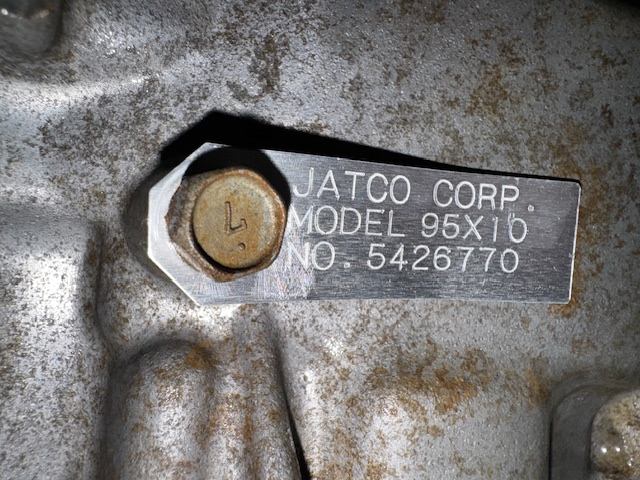 JATCO CORP.
MODEL 95X10
NO. 5426770